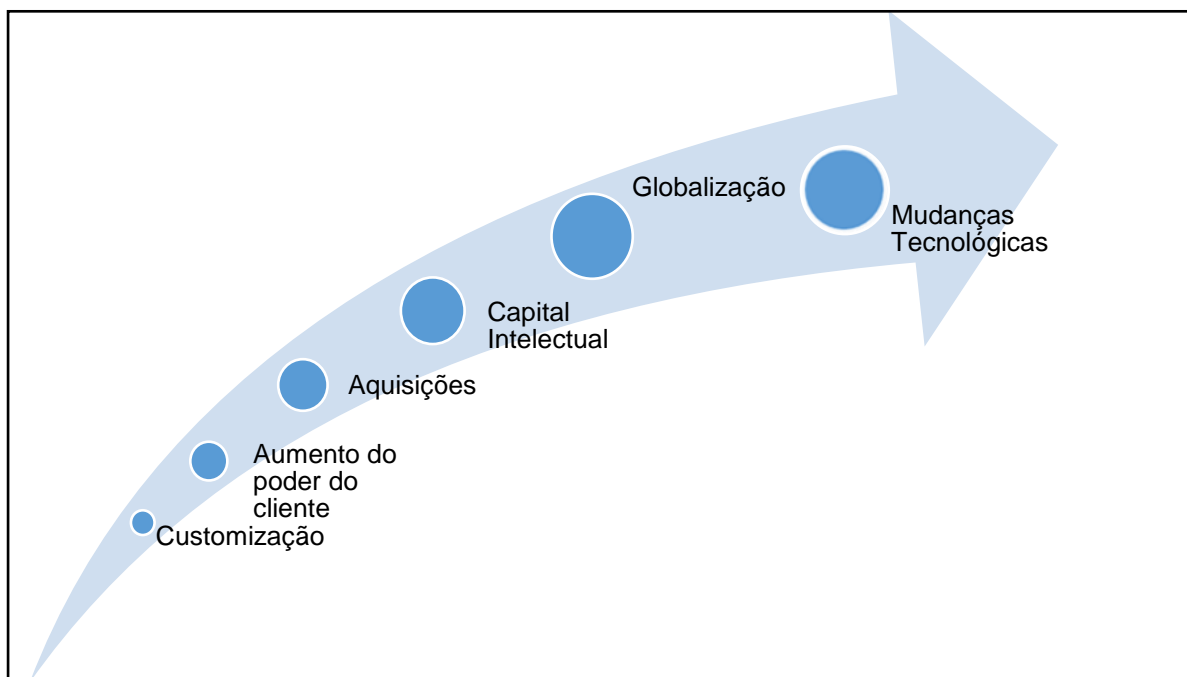 Globalização
Mudanças
Tecnológicas
Capital
Intelectual
Aquisições
Aumento do
poder do
cliente
Customização